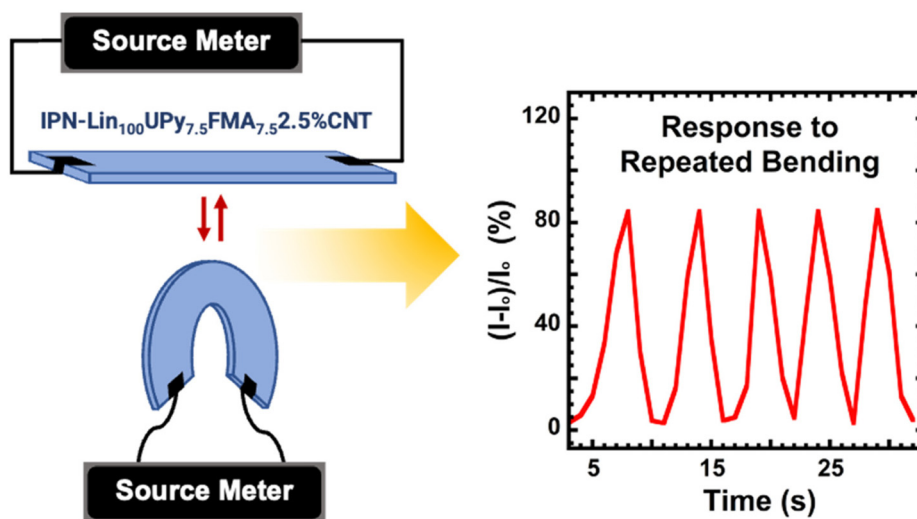 Source Meter
IPN-Lin₁₀₀UPy₇.₅FMA₇.₅2.5%CNT
Source Meter
Response to
Repeated Bending
(I-Iₒ)/Iₒ (%)
120
80
40
0
5
15
25
Time (s)